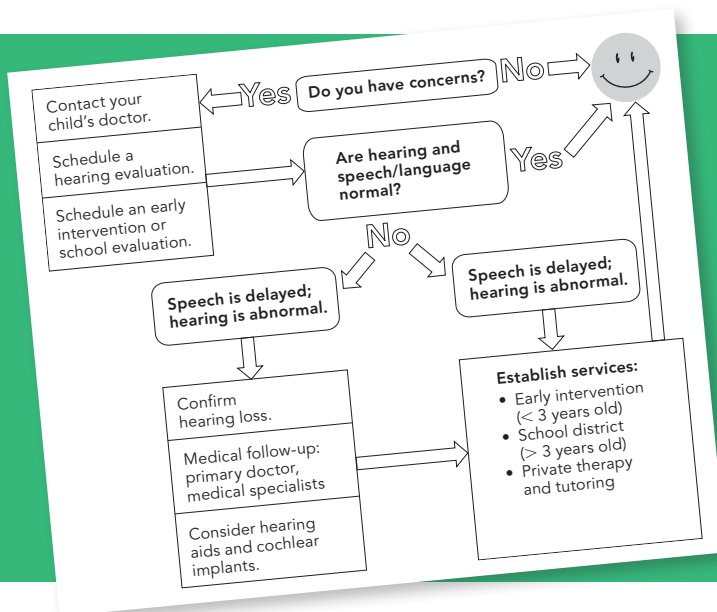 Do you have concerns?
Yes
No
Contact your
child's doctor.
Schedule a
hearing evaluation.
Schedule an early
intervention or
school evaluation.
Are hearing and
speech/language
normal?
Yes
No
Speech is delayed;
hearing is abnormal.
Speech is delayed;
hearing is abnormal.
Confirm
hearing loss.
Medical follow-up:
primary doctor,
medical specialists
Consider hearing
aids and cochlear
implants.
Establish services:
• Early intervention
(< 3 years old)
• School district
(> 3 years old)
• Private therapy
and tutoring